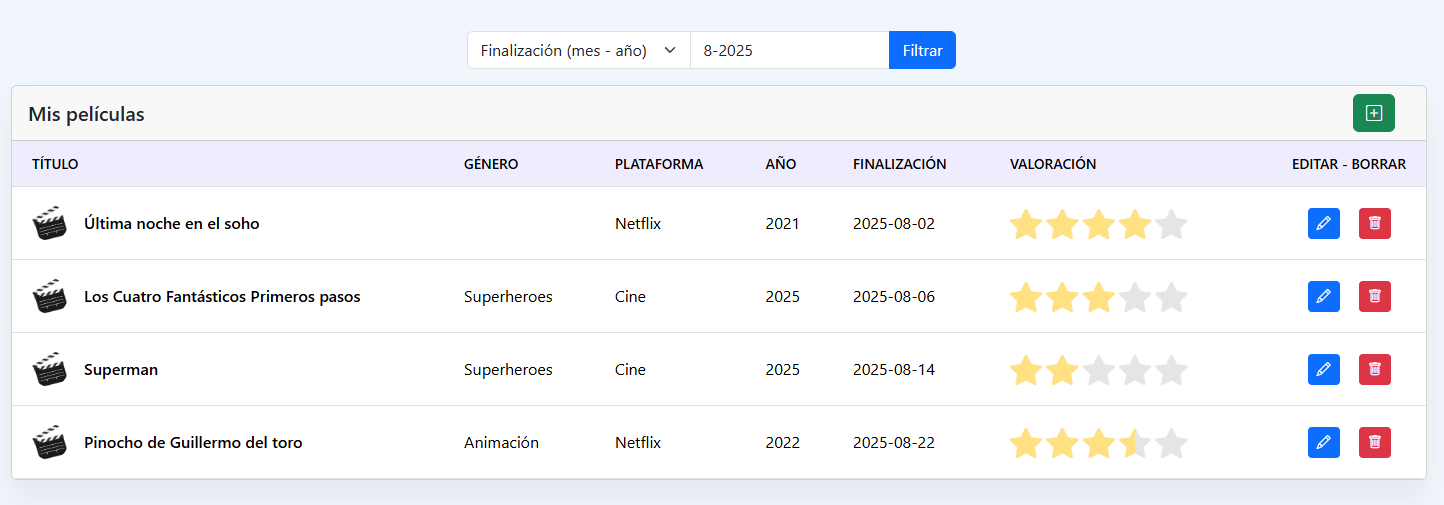 Finalización (mes - año) 8-2025 Filtrar
Mis películas
TÍTULO GÉNERO PLATAFORMA AÑO FINALIZACIÓN VALORACIÓN EDITAR - BORRAR
Última noche en el soho Netflix 2021 2025-08-02
Los Cuatro Fantásticos Primeros pasos Superheroes Cine 2025 2025-08-06
Superman Superheroes Cine 2025 2025-08-14
Pinocho de Guillermo del toro Animación Netflix 2022 2025-08-22